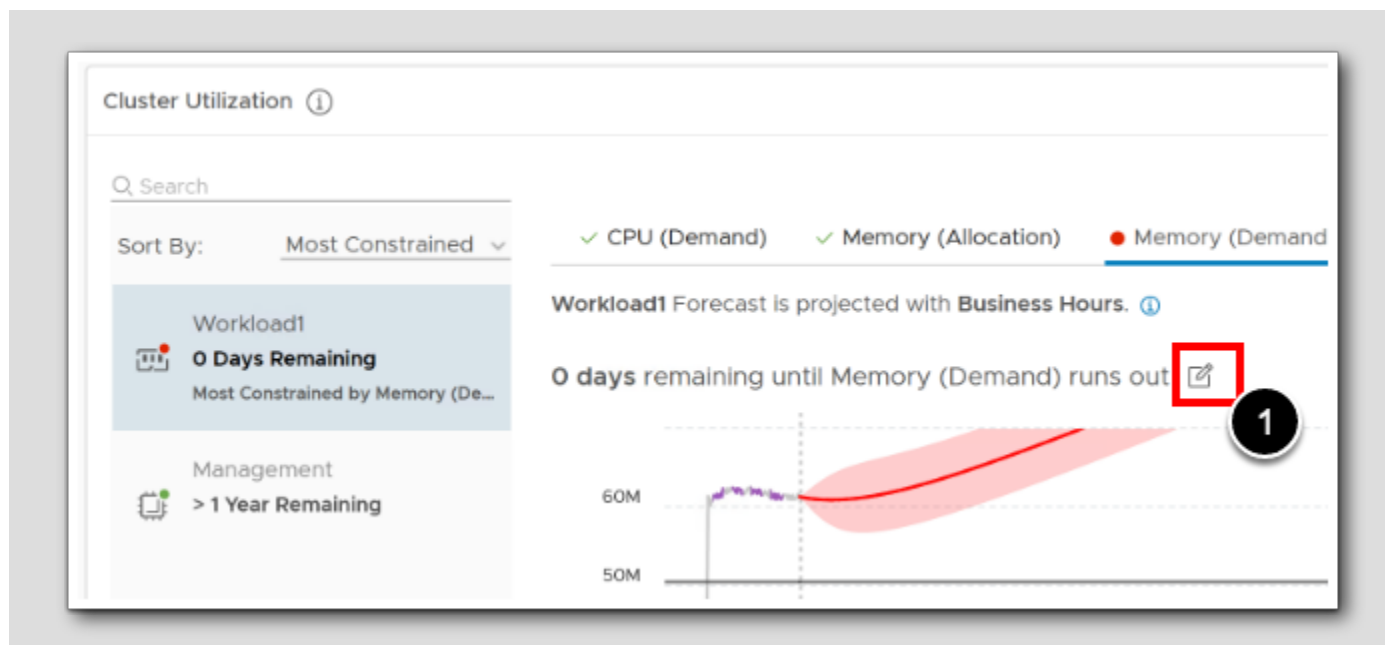 Cluster Utilization
Search
Sort By: Most Constrained
Workload1
0 Days Remaining
Most Constrained by Memory (De...
Management
> 1 Year Remaining
CPU (Demand) Memory (Allocation) Memory (Demand
Workload1 Forecast is projected with Business Hours.
0 days remaining until Memory (Demand) runs out
1
60M
50M